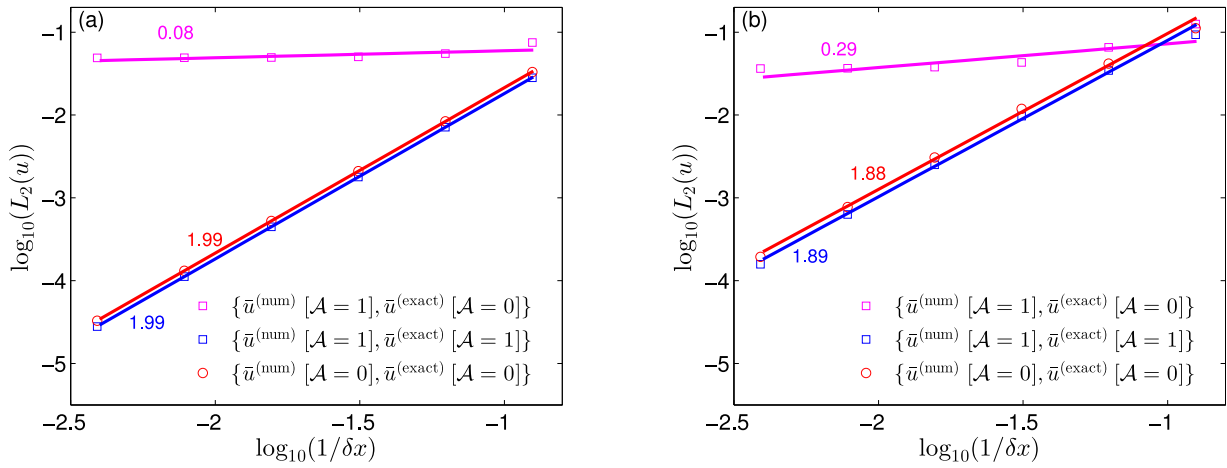 (a)
0.08
−1
−2
−3
−4
−5
1.99
1.99
log₁₀(L₂(u))
{ū^(num) [𝒜 = 1], ū^(exact) [𝒜 = 0]}
{ū^(num) [𝒜 = 1], ū^(exact) [𝒜 = 1]}
{ū^(num) [𝒜 = 0], ū^(exact) [𝒜 = 0]}
−2.5 −2 −1.5 −1
log₁₀(1/δx)
(b)
0.29
−1
−2
−3
−4
−5
1.88
1.89
log₁₀(L₂(u))
{ū^(num) [𝒜 = 1], ū^(exact) [𝒜 = 0]}
{ū^(num) [𝒜 = 1], ū^(exact) [𝒜 = 1]}
{ū^(num) [𝒜 = 0], ū^(exact) [𝒜 = 0]}
−2.5 −2 −1.5 −1
log₁₀(1/δx)